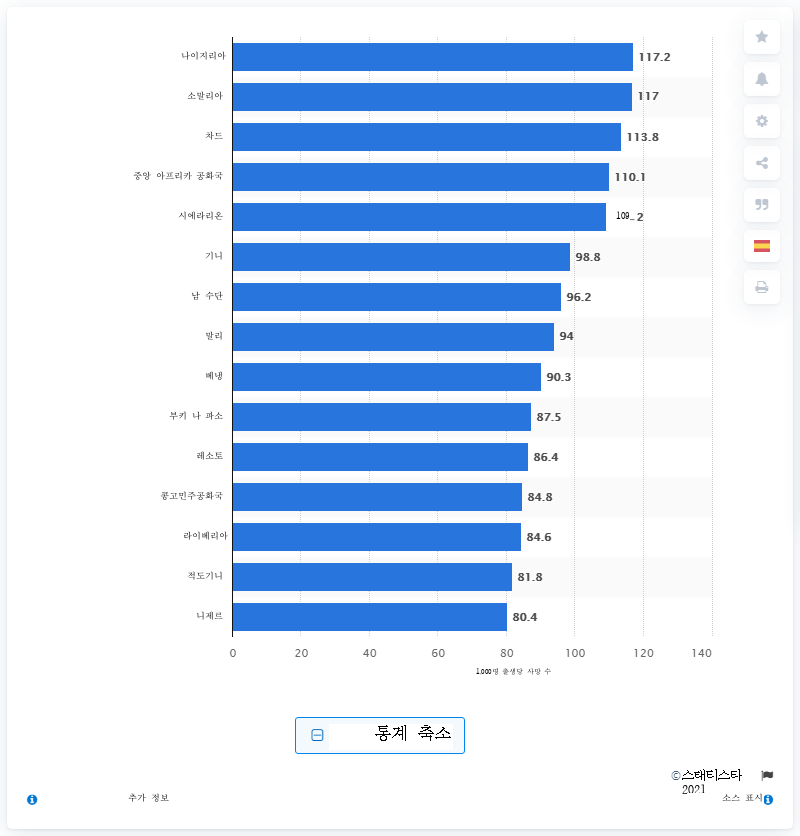 나이지리아 117.2
소말리아 117
차드 113.8
중앙 아프리카 공화국 110.1
시에라리온 109.. 2
기니 98.8
남 수단 96.2
말리 94
베냉 90.3
부키 나 파소 87.5
레소토 86.4
콩고민주공화국 84.8
라이베리아 84.6
적도기니 81.8
니제르 80.4
0 20 40 60 80 100 120 140
1,000명 출생당 사망 수
통계 축소
©스태티스타
2021
추가 정보 소스 표시